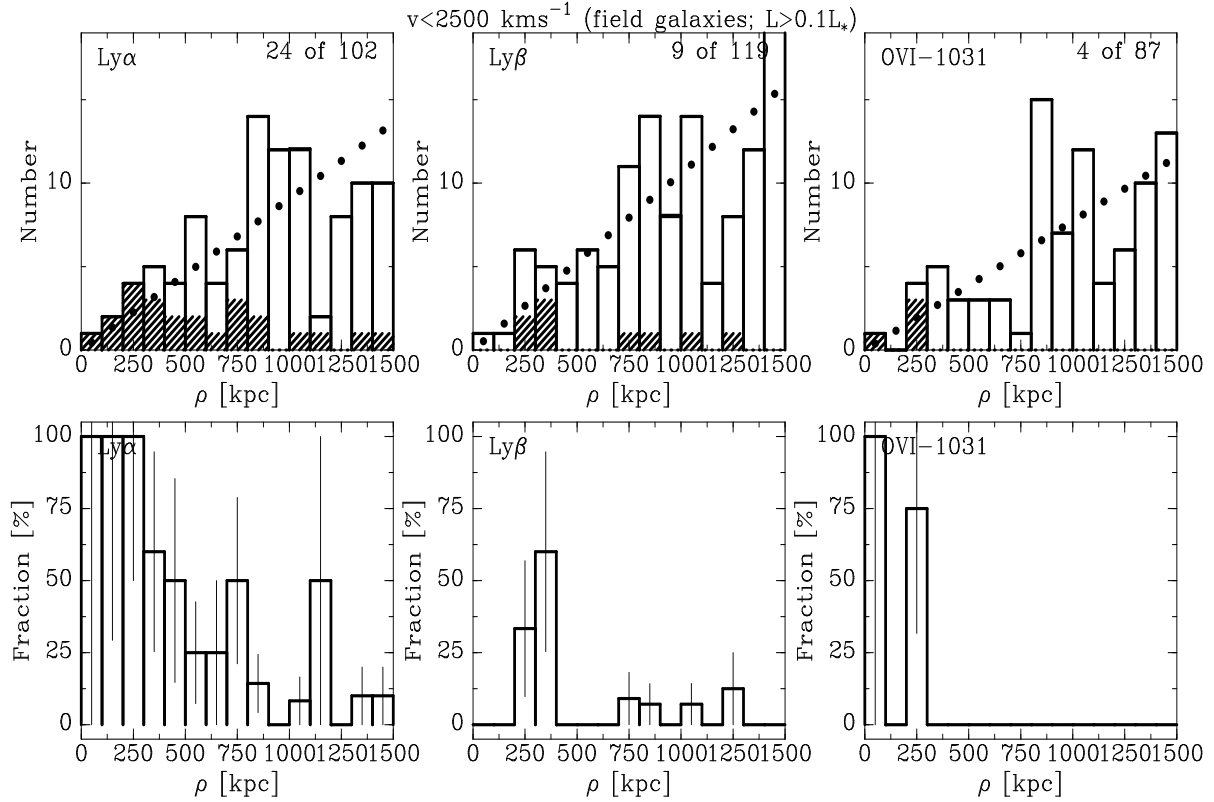 v<2500 kms⁻¹ (field galaxies; L>0.1L*)
Lyα 24 of 102
Lyβ 9 of 119
OVI−1031 4 of 87
Number
10
0
0 250 500 750 1000 1250 1500
ρ [kpc]
Number
10
0
0 250 500 750 1000 1250 1500
ρ [kpc]
Number
10
0
0 250 500 750 1000 1250 1500
ρ [kpc]
Lyα
Fraction [%]
100
75
50
25
0
0 250 500 750 1000 1250 1500
ρ [kpc]
Lyβ
Fraction [%]
100
75
50
25
0
0 250 500 750 1000 1250 1500
ρ [kpc]
OVI−1031
Fraction [%]
100
75
50
25
0
0 250 500 750 1000 1250 1500
ρ [kpc]